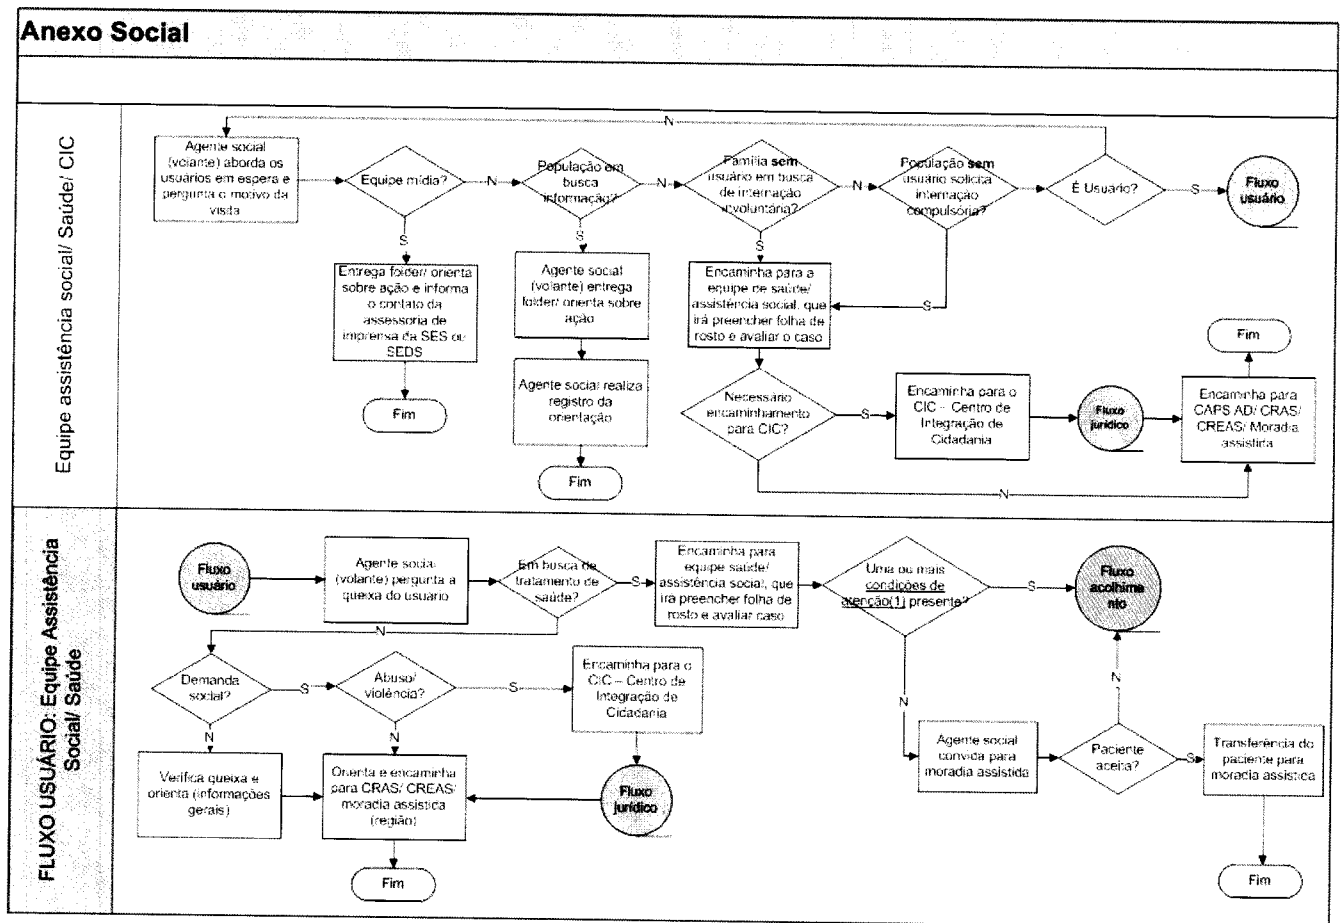 Anexo Social
Equipe assistência social/ Saúde/ CIC
Agente social
(volante) aborda os
usuários em espera e
pergunta o motivo da
visita
Equipe mídia?
N
População em
busca
informação?
N
Família sem
usuário em busca
de internação
involuntária?
N
População sem
usuário solicita
internação
compulsória?
N
É Usuário?
S
Fluxo
usuário
S
S
S
S
Entrega folder/ orienta
sobre ação e informa
o contato da
assessoria de
imprensa da SES ou
SEDS
Fim
Agente social
(volante) entrega
folder/ orienta sobre
ação
Agente social realiza
registro da
orientação
Fim
Encaminha para a
equipe de saúde/
assistência social, que
irá preencher folha de
rosto e avaliar o caso
Necessário
encaminhamento
para CIC?
S
Encaminha para o
CIC – Centro de
Integração de
Cidadania
Fluxo
jurídico
Encaminha para
CAPS AD/ CRAS/
CREAS/ Moradia
assistida
Fim
N
FLUXO USUÁRIO: Equipe Assistência
Social/ Saúde
Fluxo
usuário
Agente social
(volante) pergunta a
queixa do usuário
Em busca de
tratamento de
saúde?
S
Encaminha para
equipe saúde/
assistência social, que
irá preencher folha de
rosto e avaliar caso
Uma ou mais
condições de
atenção(1) presente?
S
Fluxo
acolhime
nto
N
Demanda
social?
S
Abuso/
violência?
S
Encaminha para o
CIC – Centro de
Integração de
Cidadania
N
N
N
N
Verifica queixa e
orienta (informações
gerais)
Orienta e encaminha
para CRAS/ CREAS/
moradia assistica
(região)
Fluxo
jurídico
Fim
Agente social
convida para
moradia assistida
Paciente
aceita?
S
Transferência do
paciente para
moradia assistica
Fim